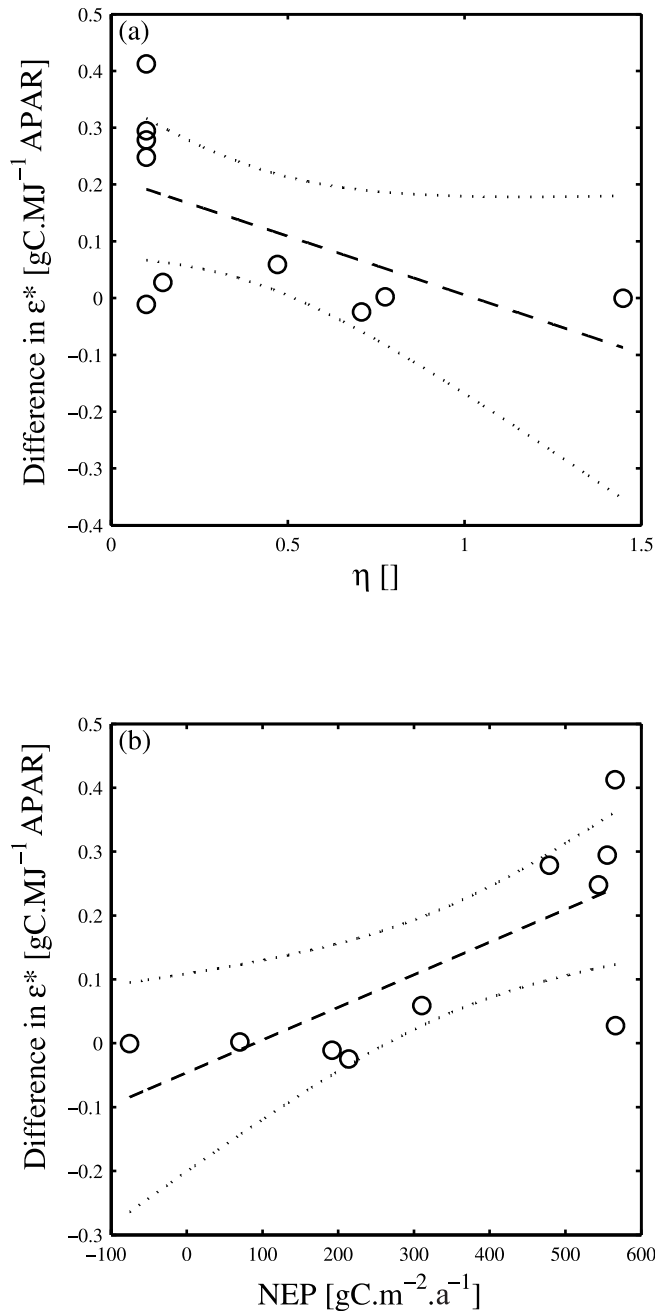 (a)
Difference in ε* [gC.MJ⁻¹ APAR]
0.5
0.4
0.3
0.2
0.1
0
−0.1
−0.2
−0.3
−0.4
0 0.5 1 1.5
η []
(b)
Difference in ε* [gC.MJ⁻¹ APAR]
0.5
0.4
0.3
0.2
0.1
0
−0.1
−0.2
−0.3
−100 0 100 200 300 400 500 600
NEP [gC.m⁻².a⁻¹]